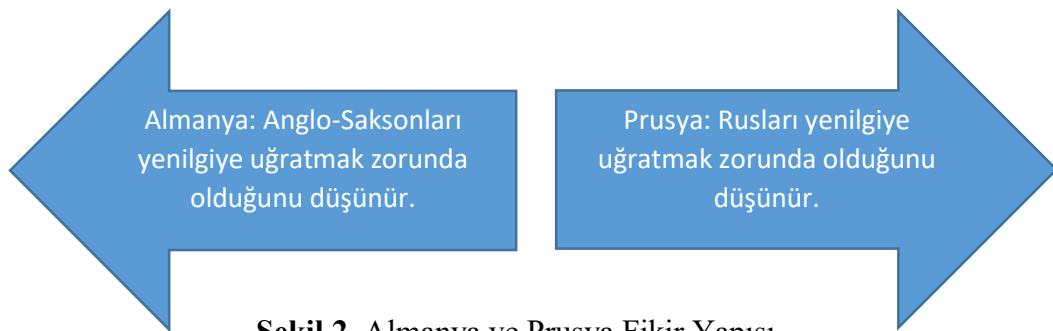 Almanya: Anglo-Saksonları
yenilgiye uğratmak zorunda
olduğunu düşünür.
Prusya: Rusları yenilgiye
uğratmak zorunda olduğunu
düşünür.
Şekil 2. Almanya ve Prusya Fikir Yapısı